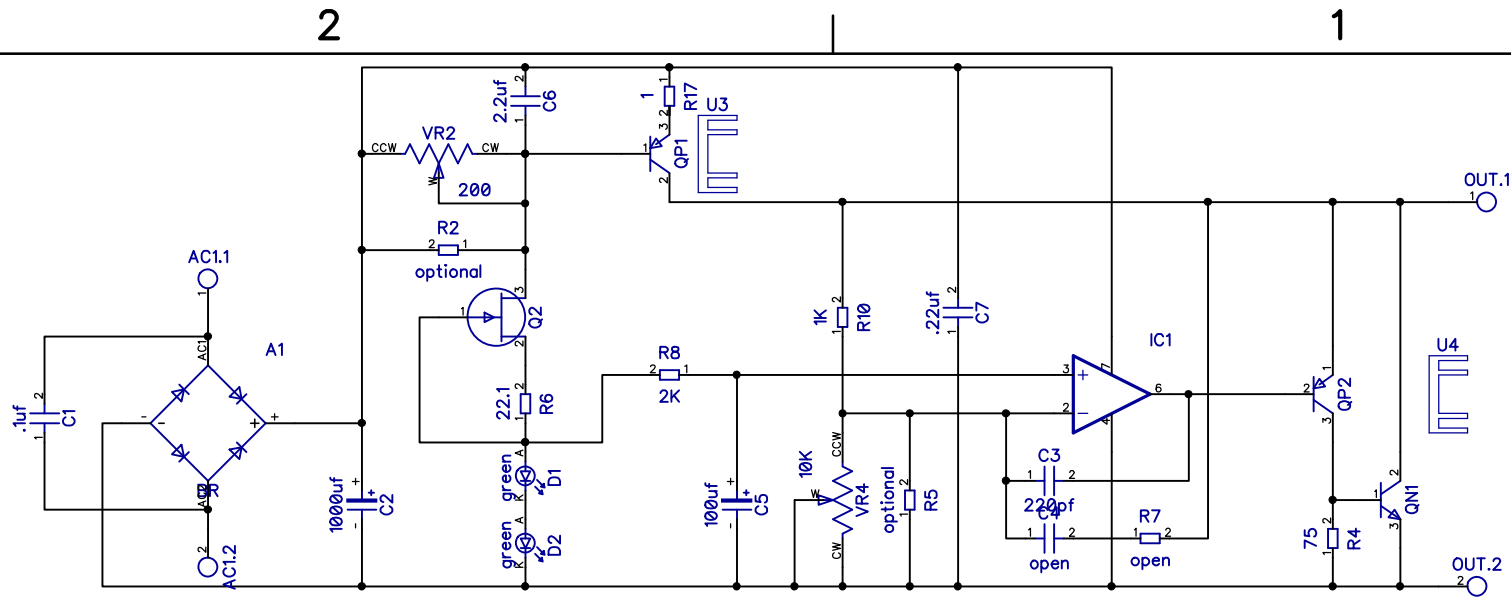 2
1
2
2.2uf
C6
1
1
1
R17
2
U3
3
1
QP1
2
VR2
CCW
CW
W
200
R2
2
1
optional
OUT.1
1
AC1.1
1
AC1
A1
-
-
+
+
2
.1uf
C1
1
BR
2
AC1.2
1
3
Q2
2
2
22.1
R6
1
R8
2
1
2K
2
1K
R10
1
2
.22uf
C7
1
IC1
3
+
7
6
2
-
4
1
2
QP2
3
U4
+
+
1000uf
C2
-
A
green
D1
K
A
green
D2
K
+
+
100uf
C5
-
CCW
10K
W
VR4
CW
optional
2
R5
1
C3
1
2
220pf
C4
1
2
open
R7
1
2
open
2
1
QN1
3
2
75
R4
1
OUT.2
2